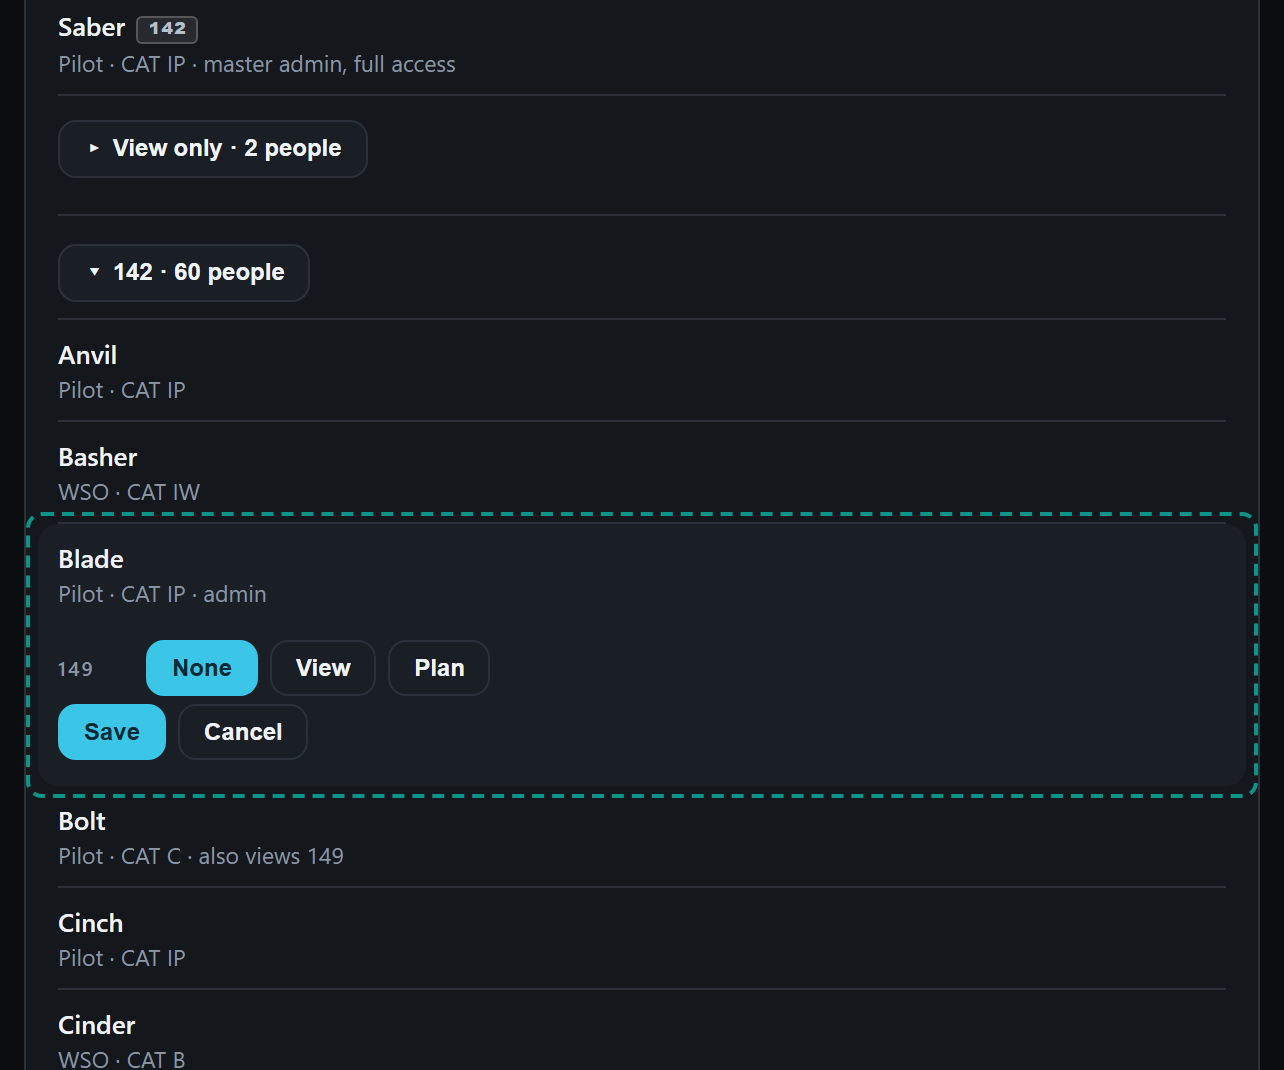 Saber 142
Pilot · CAT IP · master admin, full access
▸ View only · 2 people
▾ 142 · 60 people
Anvil
Pilot · CAT IP
Basher
WSO · CAT IW
Blade
Pilot · CAT IP · admin
149 None View Plan
Save Cancel
Bolt
Pilot · CAT C · also views 149
Cinch
Pilot · CAT IP
Cinder
WSO · CAT B